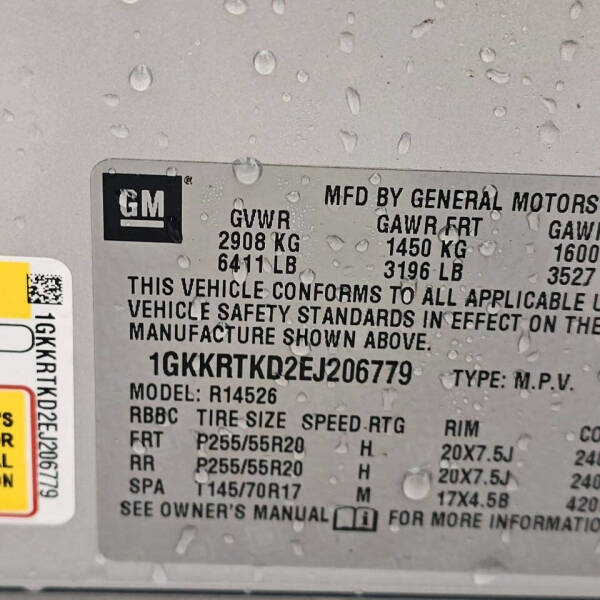 GM ®
MFD BY GENERAL MOTORS
GVWR GAWR FRT
2908 KG 1450 KG 1600
6411 LB 3196 LB 3527
THIS VEHICLE CONFORMS TO ALL APPLICABLE
VEHICLE SAFETY STANDARDS IN EFFECT ON THE
MANUFACTURE SHOWN ABOVE.
1GKKRTKD2EJ206779 TYPE: M.P.V.
MODEL: R14526
RBBC TIRE SIZE SPEED RTG RIM
FRT P255/55R20 H 20X7.5J
RR P255/55R20 H 20X7.5J
SPA T145/70R17 M 17X4.5B
SEE OWNER'S MANUAL i FOR MORE
1GKKRTKD2EJ206779